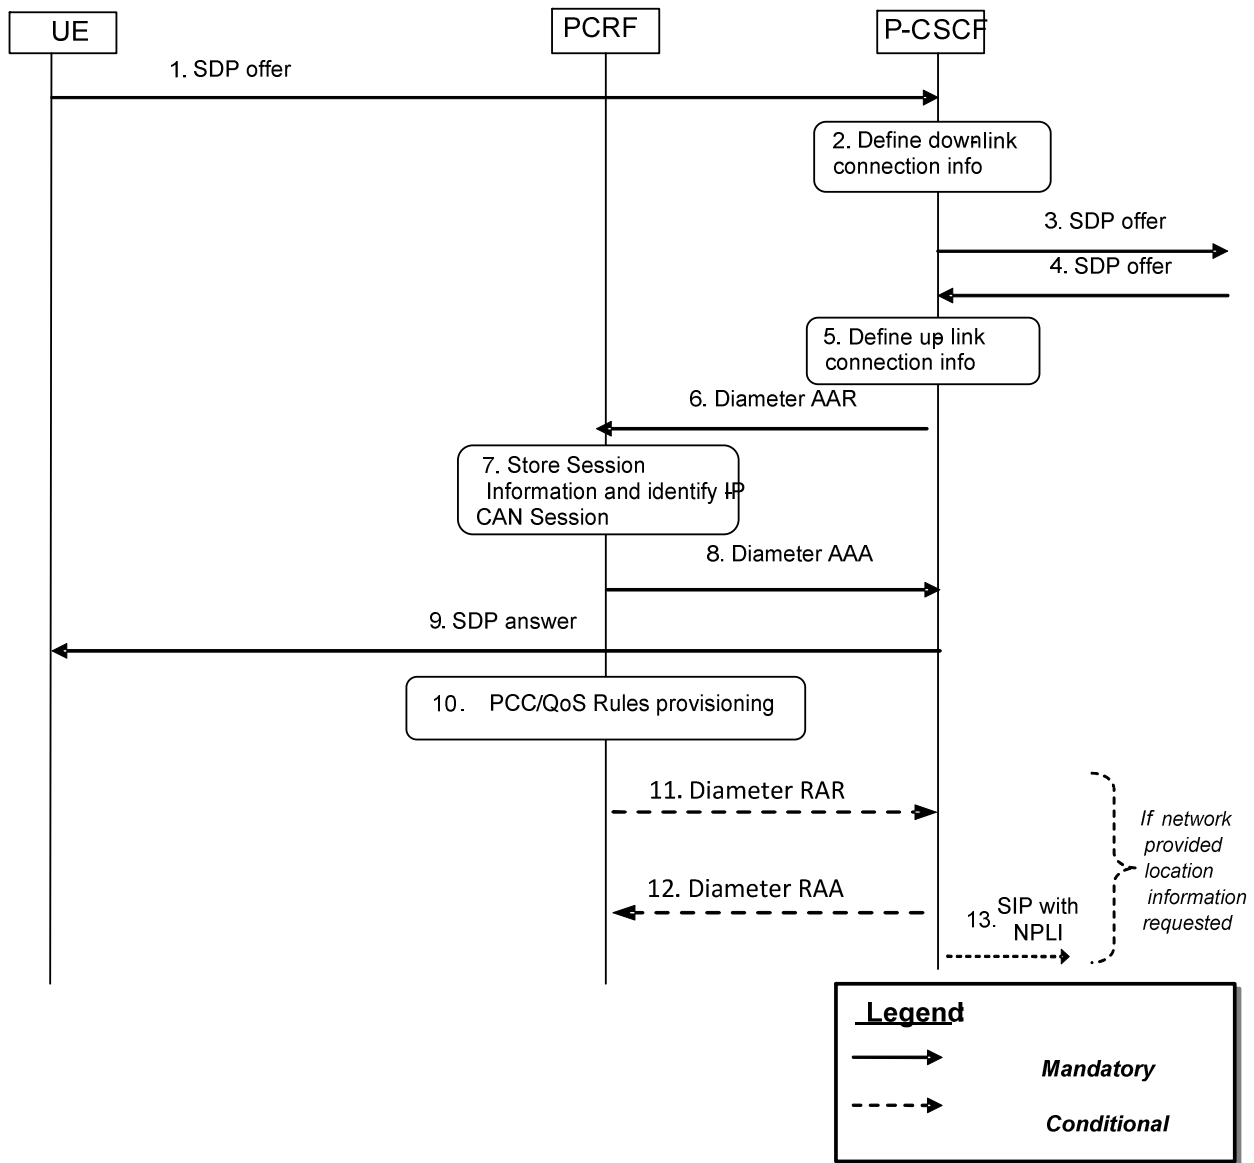 UE
PCRF
P-CSCF
1. SDP offer
2. Define down-link
connection info
3. SDP offer
4. SDP offer
5. Define up-link
connection info
6. Diameter AAR
7. Store Session
Information and identify IP-
CAN Session
8. Diameter AAA
9. SDP answer
10. PCC/QoS Rules provisioning
11. Diameter RAR
12. Diameter RAA
13. SIP with
NPLI
If network
provided
location
information
requested
Legend:
Mandatory
Conditional